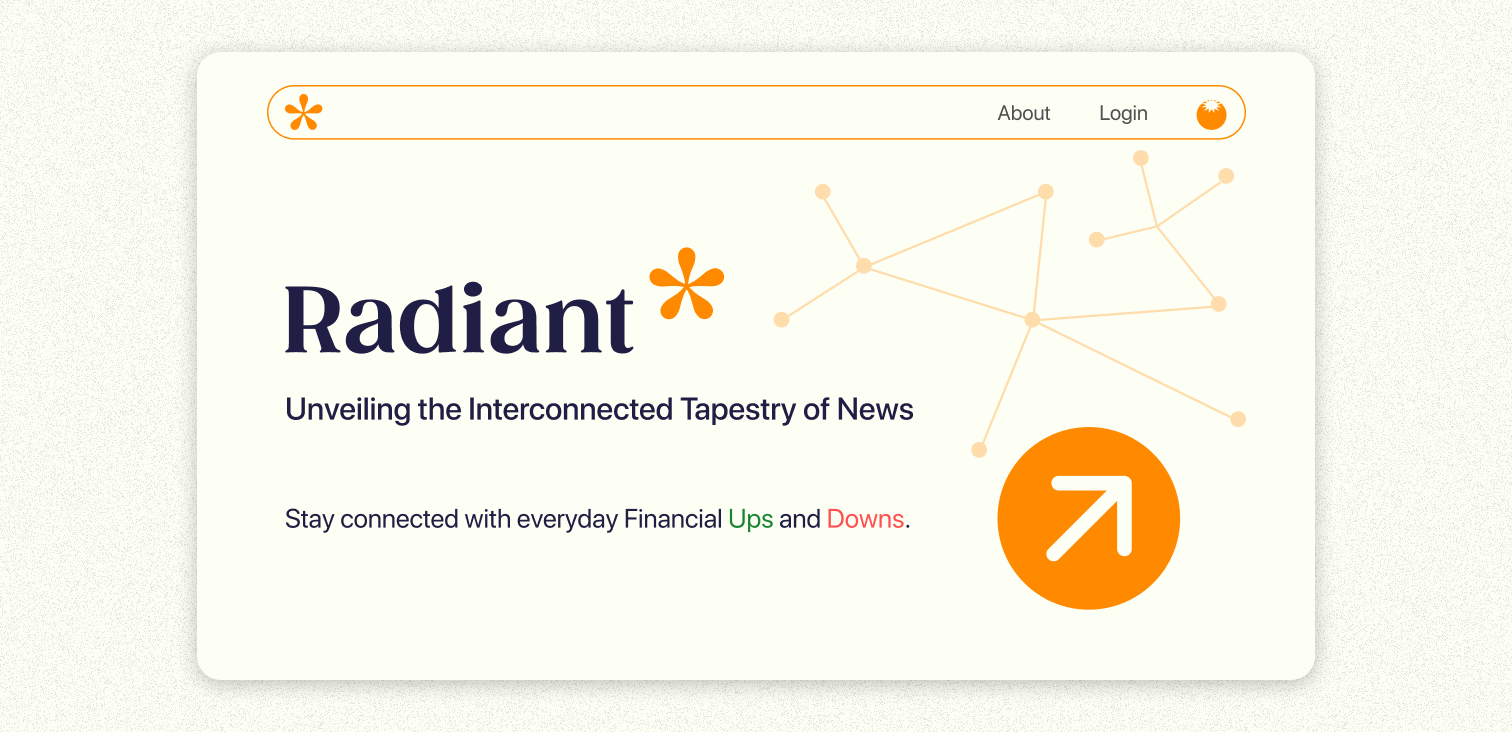 About Login
Radiant
Unveiling the Interconnected Tapestry of News
Stay connected with everyday Financial Ups and Downs.